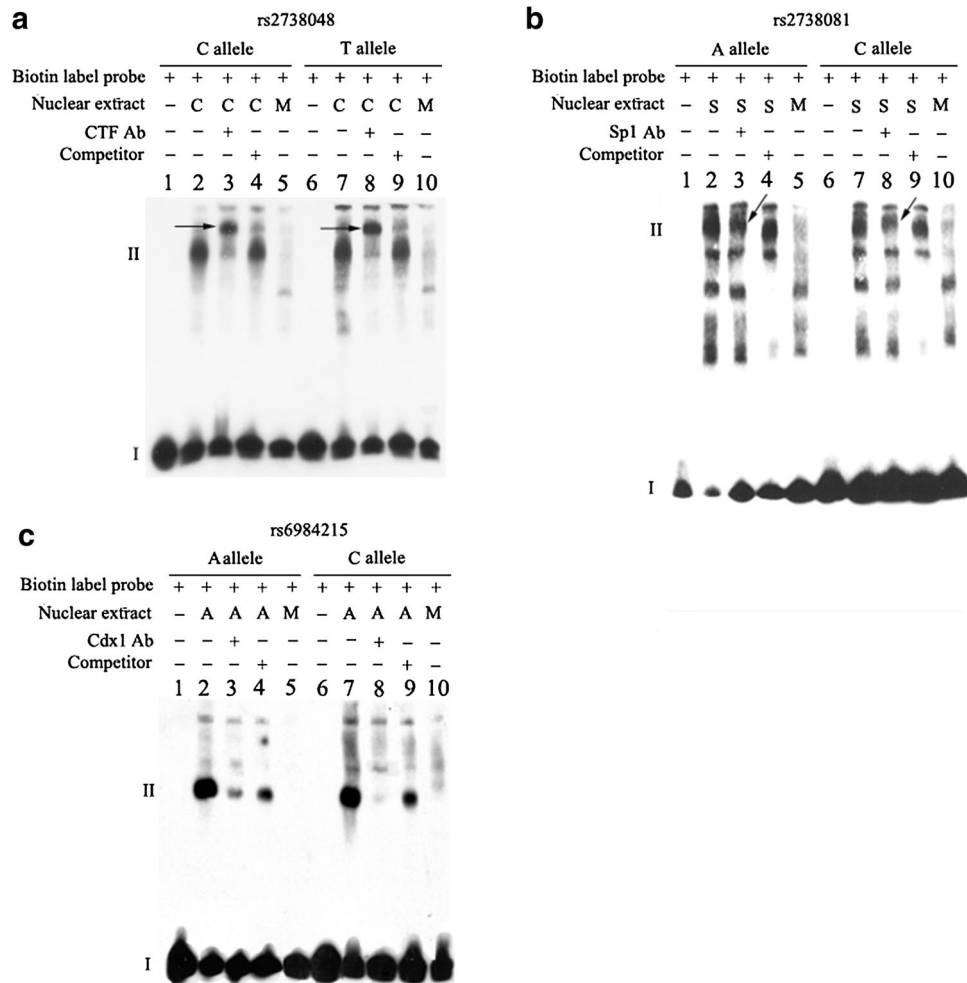 a
rs2738048
C allele T allele
Biotin label probe + + + + + + + + + +
Nuclear extract – C C C M – C C C M
CTF Ab – – + – – – – + – –
Competitor – – – + – – – – + –
1 2 3 4 5 6 7 8 9 10
II
I
b
rs2738081
A allele C allele
Biotin label probe + + + + + + + + + +
Nuclear extract – S S S M – S S S M
Sp1 Ab – – + – – – – + – –
Competitor – – – + – – – – + –
1 2 3 4 5 6 7 8 9 10
II
I
c
rs6984215
A allele C allele
Biotin label probe + + + + + + + + + +
Nuclear extract – A A A M – A A A M
Cdx1 Ab – – + – – – – + – –
Competitor – – – + – – – – + –
1 2 3 4 5 6 7 8 9 10
II
I